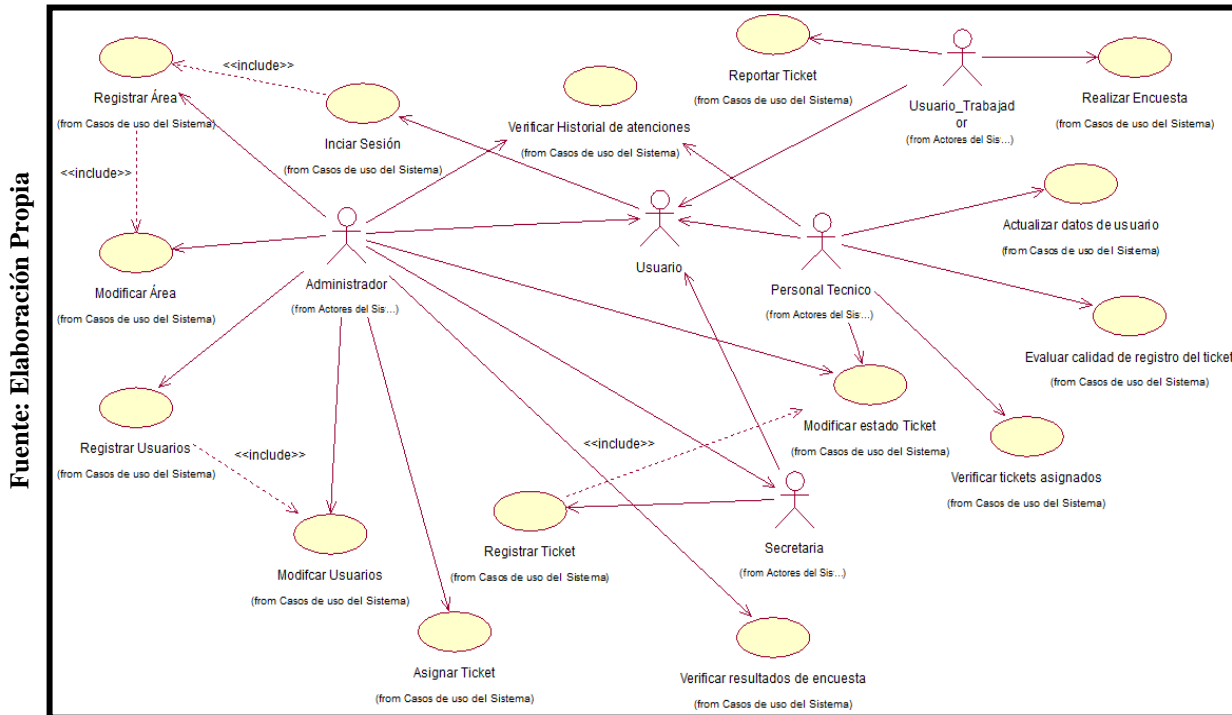 Fuente: Elaboración Propia
Registrar Área
(from Casos de uso del Sistema)
<<include>>
Inciar Sesión
(from Casos de uso del Sistema)
Verificar Historial de atenciones
(from Casos de uso del Sistema)
Reportar Ticket
(from Casos de uso del Sistema)
Usuario_Trabajad
or
(from Actores del Sis...)
Realizar Encuesta
(from Casos de uso del Sistema)
<<include>>
Modificar Área
(from Casos de uso del Sistema)
Administrador
(from Actores del Sis...)
Usuario
Personal Tecnico
(from Actores del Sis...)
Actualizar datos de usuario
(from Casos de uso del Sistema)
Evaluar calidad de registro del ticket
(from Casos de uso del Sistema)
Registrar Usuarios
(from Casos de uso del Sistema)
<<include>>
Modifcar Usuarios
(from Casos de uso del Sistema)
<<include>>
Modificar estado Ticket
(from Casos de uso del Sistema)
Verificar tickets asignados
(from Casos de uso del Sistema)
Registrar Ticket
(from Casos de uso del Sistema)
Secretaria
(from Actores del Sis...)
Asignar Ticket
(from Casos de uso del Sistema)
Verificar resultados de encuesta
(from Casos de uso del Sistema)